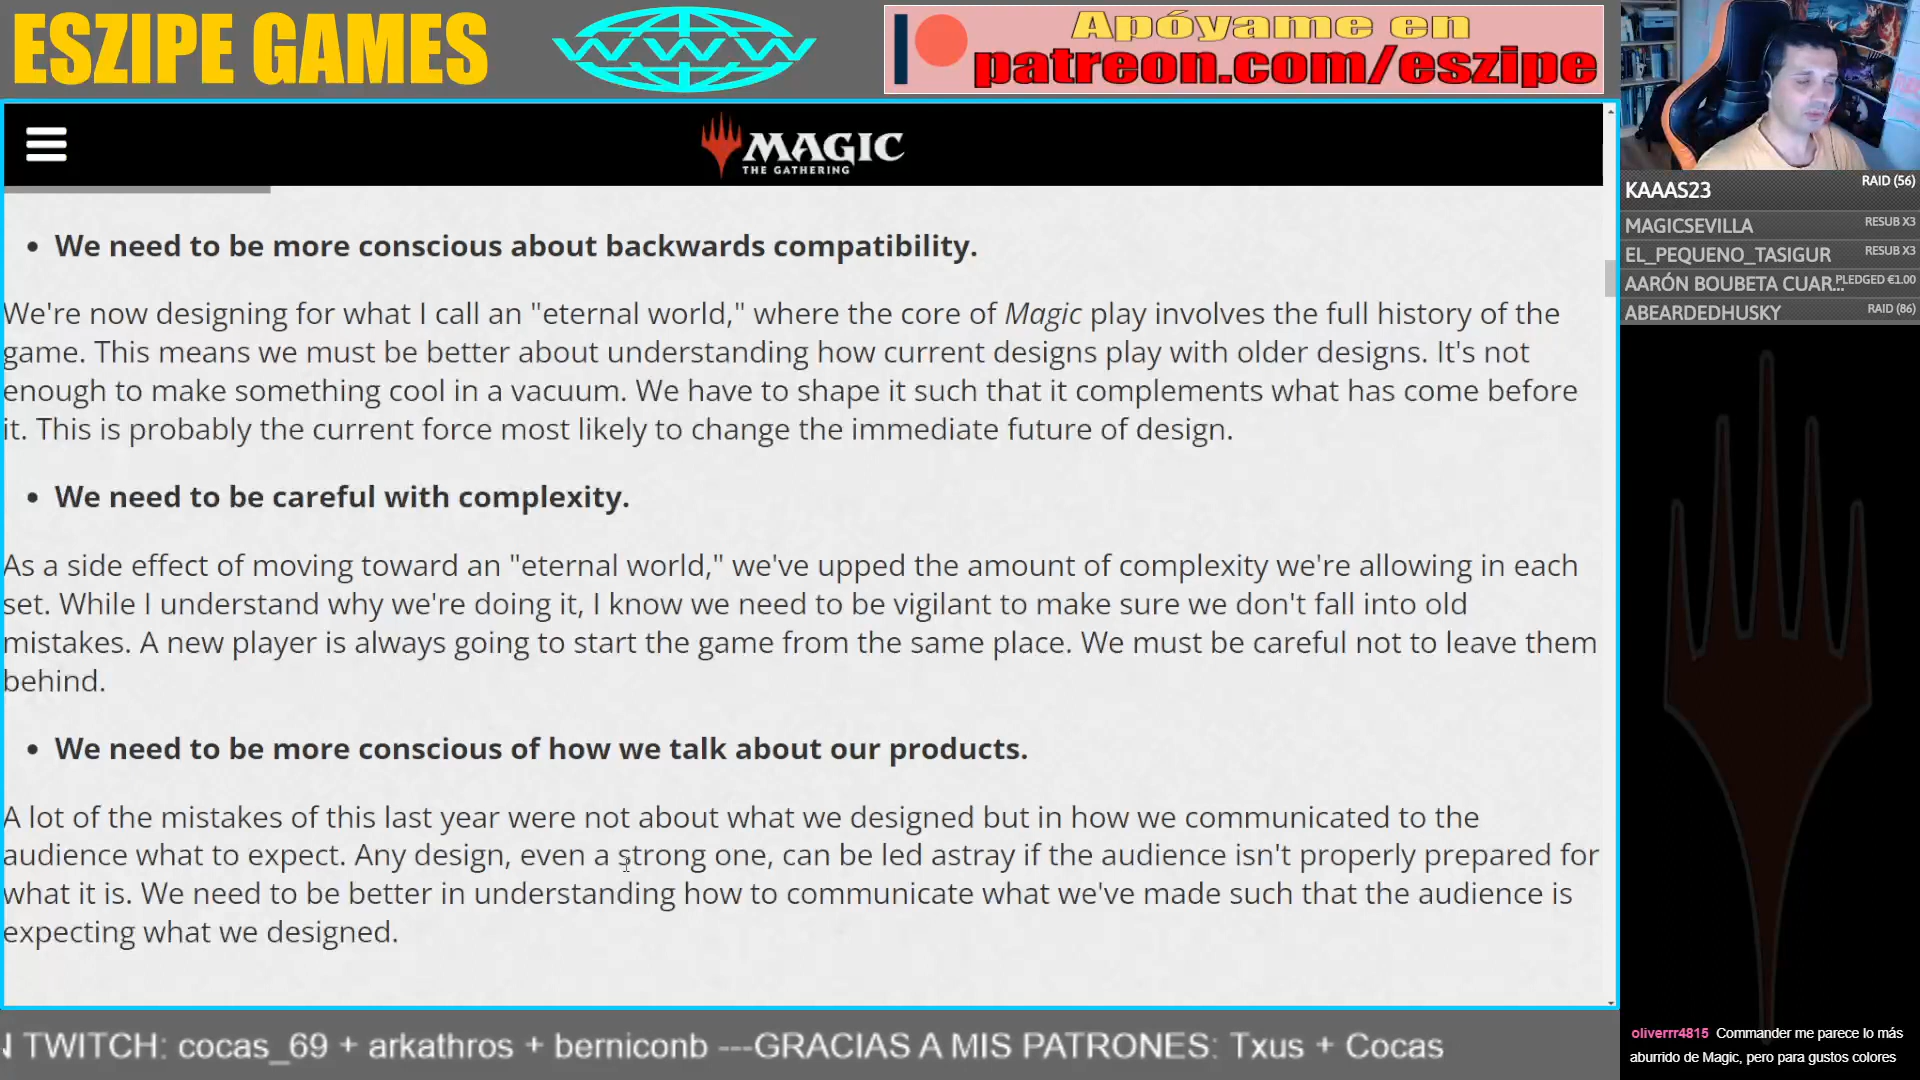 ESZIPE GAMES
WWW
Apóyame en
patreon.com/eszipe
MAGIC
THE GATHERING
KAAAS23 RAID (56)
MAGICSEVILLA RESUB X3
EL_PEQUENO_TASIGUR RESUB X3
AARÓN BOUBETA CUAR... PLEDGED €1.00
ABEARDEDHUSKY RAID (86)
• We need to be more conscious about backwards compatibility.
We're now designing for what I call an "eternal world," where the core of Magic play involves the full history of the
game. This means we must be better about understanding how current designs play with older designs. It's not
enough to make something cool in a vacuum. We have to shape it such that it complements what has come before
it. This is probably the current force most likely to change the immediate future of design.
• We need to be careful with complexity.
As a side effect of moving toward an "eternal world," we've upped the amount of complexity we're allowing in each
set. While I understand why we're doing it, I know we need to be vigilant to make sure we don't fall into old
mistakes. A new player is always going to start the game from the same place. We must be careful not to leave them
behind.
• We need to be more conscious of how we talk about our products.
A lot of the mistakes of this last year were not about what we designed but in how we communicated to the
audience what to expect. Any design, even a strong one, can be led astray if the audience isn't properly prepared for
what it is. We need to be better in understanding how to communicate what we've made such that the audience is
expecting what we designed.
N TWITCH: cocas_69 + arkathros + berniconb ---GRACIAS A MIS PATRONES: Txus + Cocas
oliverrr4815 Commander me parece lo más
aburrido de Magic, pero para gustos colores